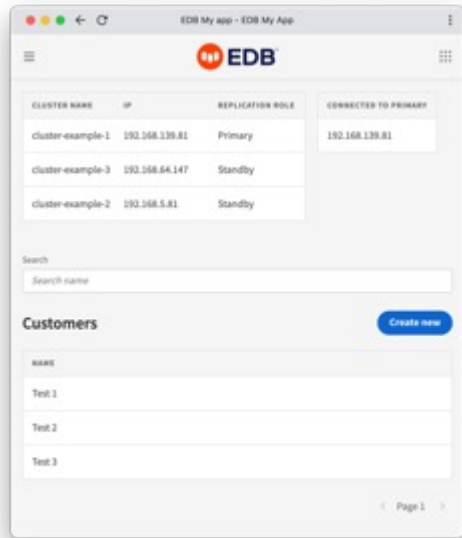 EDB My app - EDB My App
EDB
CLUSTER NAME IP REPLICATION ROLE
cluster-example-1 192.168.139.81 Primary
cluster-example-3 192.168.64.147 Standby
cluster-example-2 192.168.5.81 Standby
CONNECTED TO PRIMARY
192.168.139.81
Search
Search name
Customers
Create new
NAME
Test 1
Test 2
Test 3
Page 1